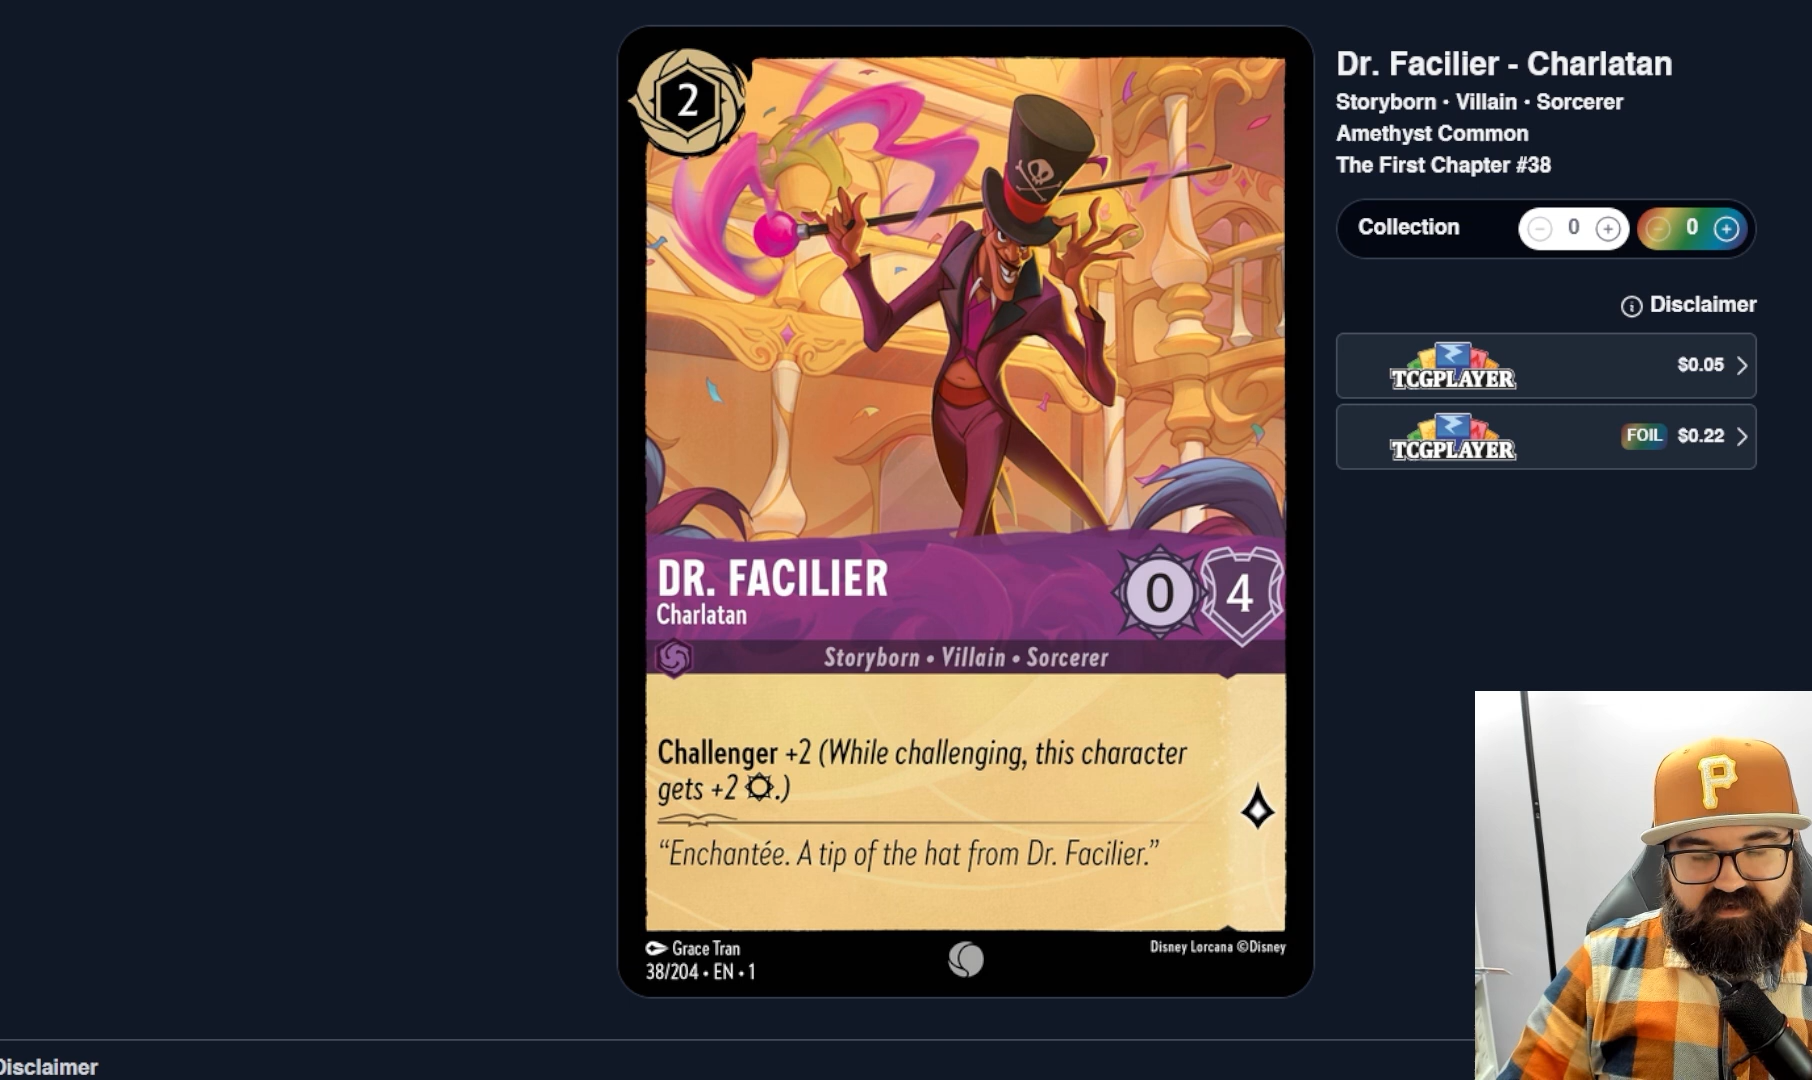 2
DR. FACILIER
Charlatan
0
4
Storyborn • Villain • Sorcerer
Challenger +2 (While challenging, this character
gets +2 .)
“Enchantée. A tip of the hat from Dr. Facilier.”
Grace Tran
38/204 • EN • 1
Disney Lorcana ©Disney
Dr. Facilier - Charlatan
Storyborn • Villain • Sorcerer
Amethyst Common
The First Chapter #38
Collection
0
0
Disclaimer
TCGPLAYER
$0.05
TCGPLAYER
FOIL
$0.22
P
Disclaimer